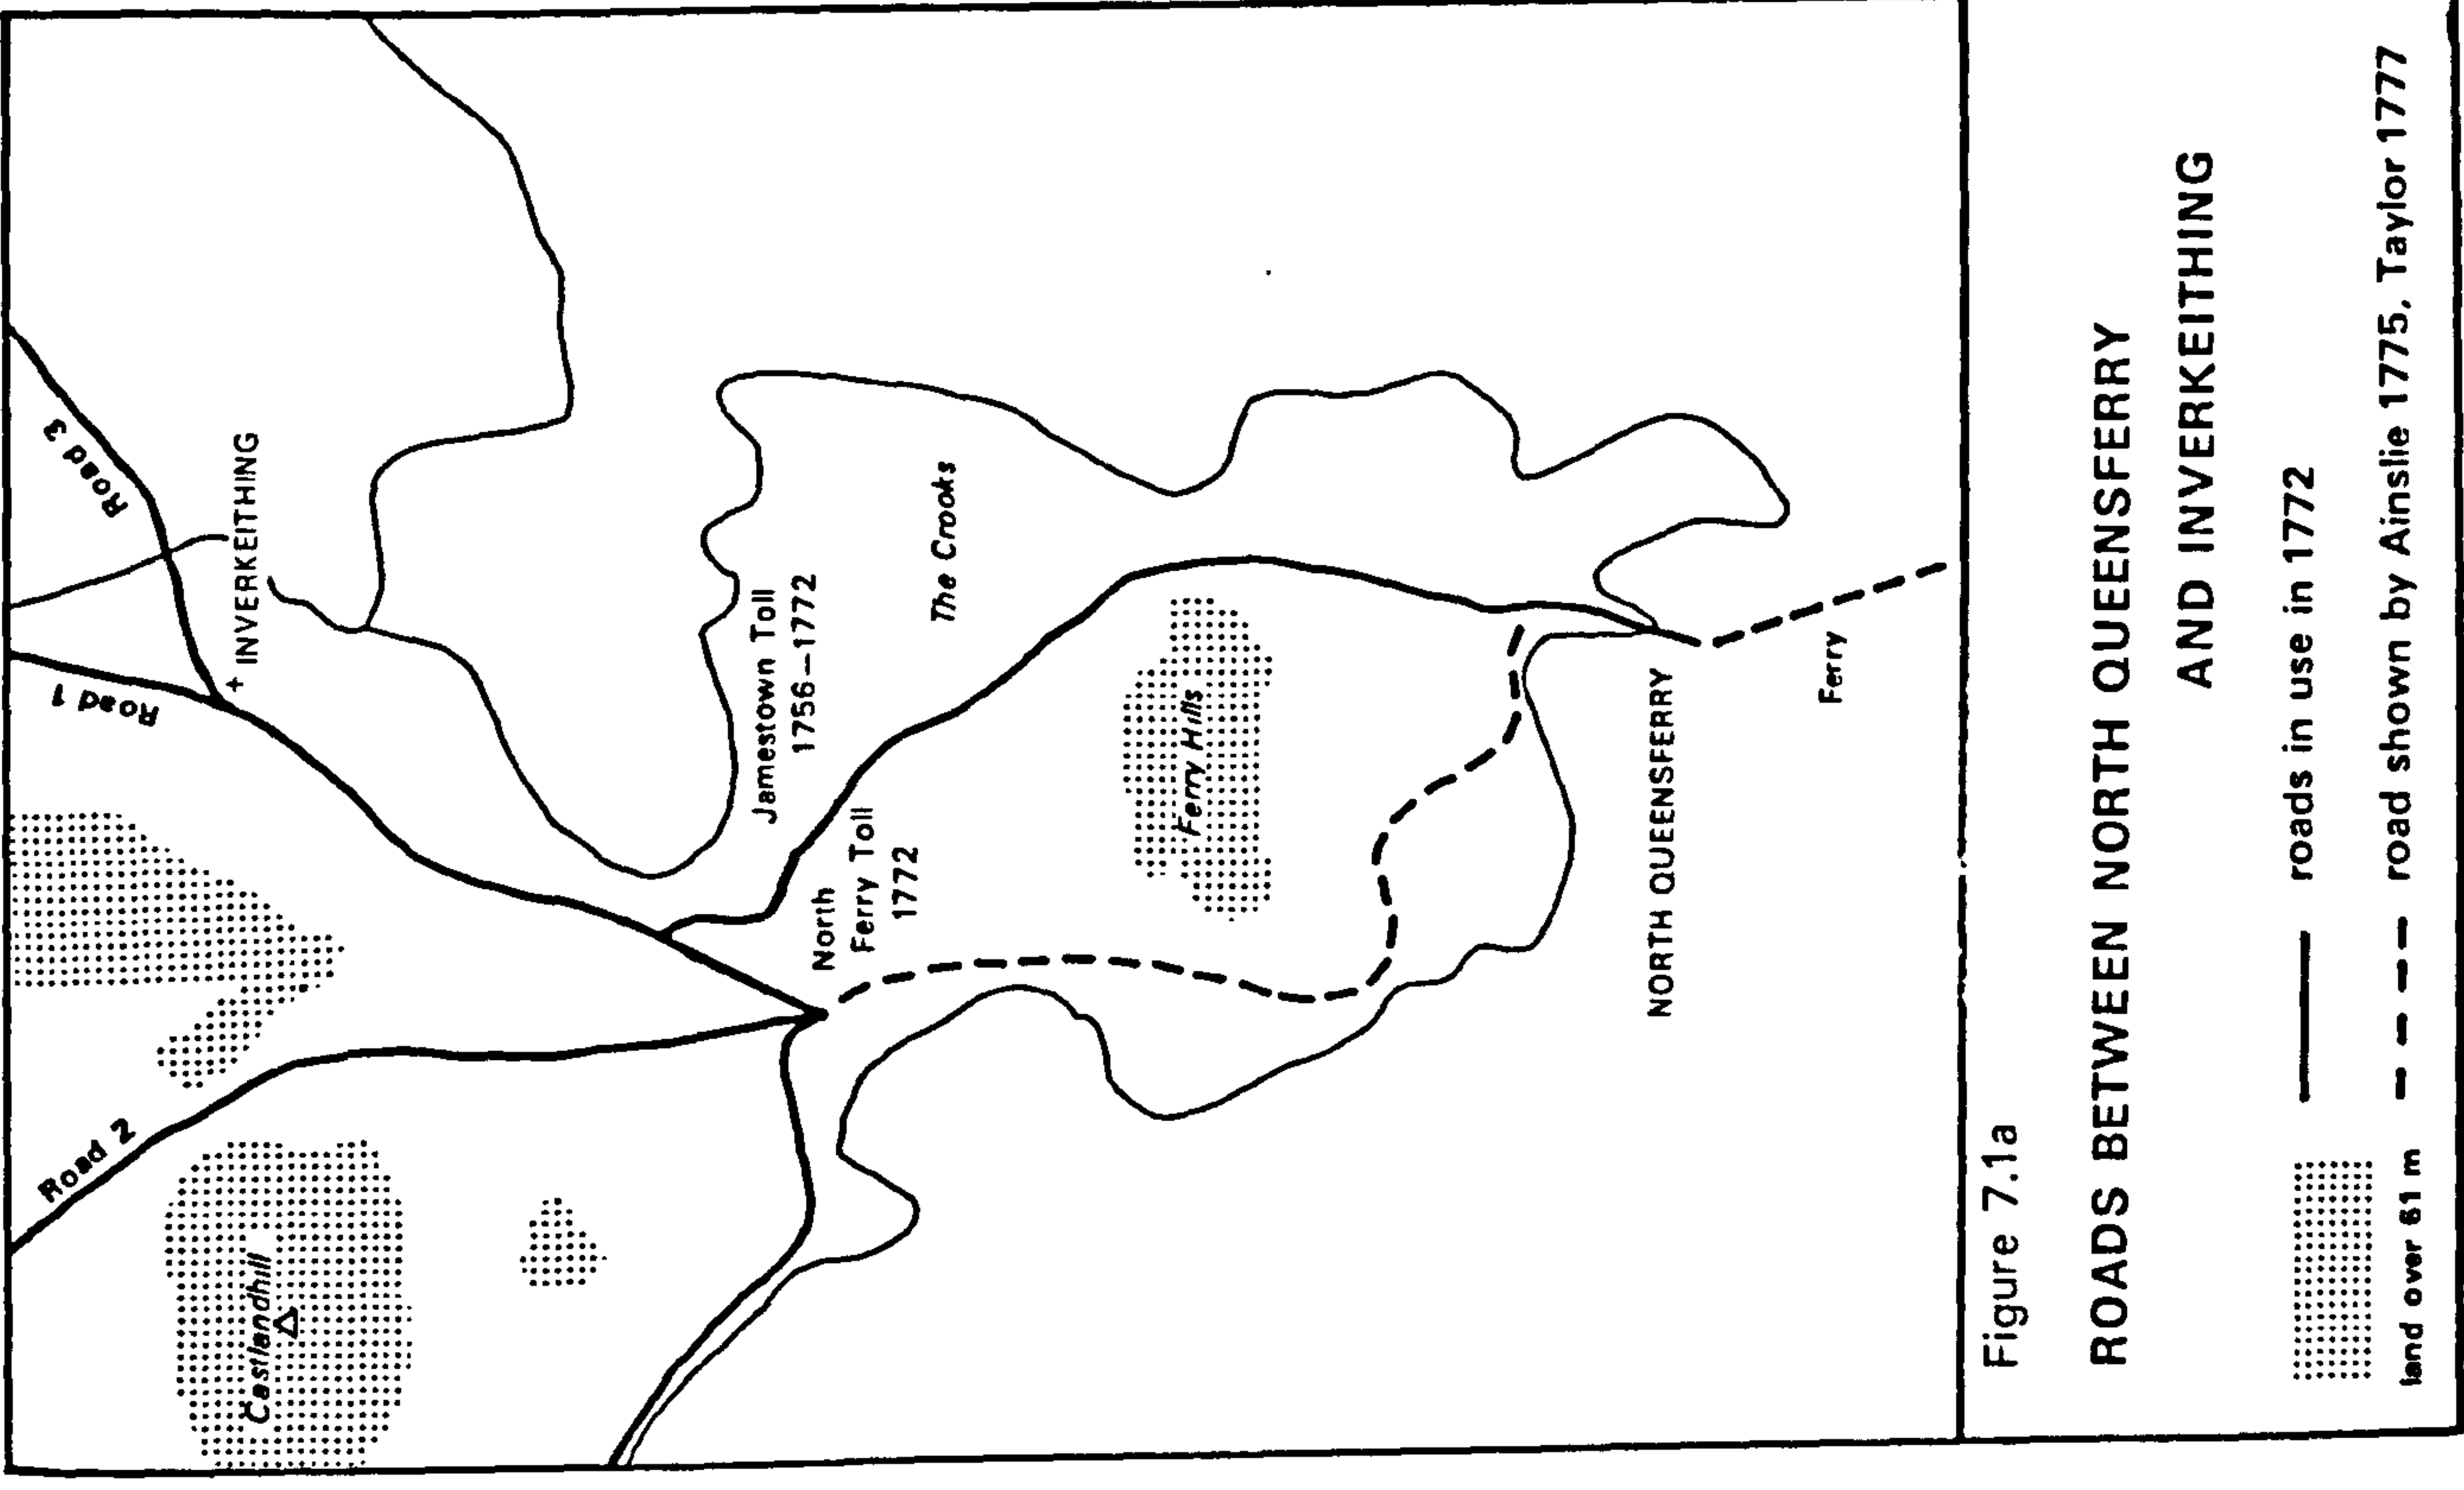 Road 1
Road 2
Road 3
+ INVERKEITHING
Castlandhill
Jamestown Toll
1756–1772
The Crooks
North
Ferry Toll
1772
Ferry Hills
NORTH QUEENSFERRY
Ferry
Figure 7.1a
ROADS BETWEEN NORTH QUEENSFERRY
AND INVERKEITHING
roads in use in 1772
land over 61 m
road shown by Ainslie 1775, Taylor 1777